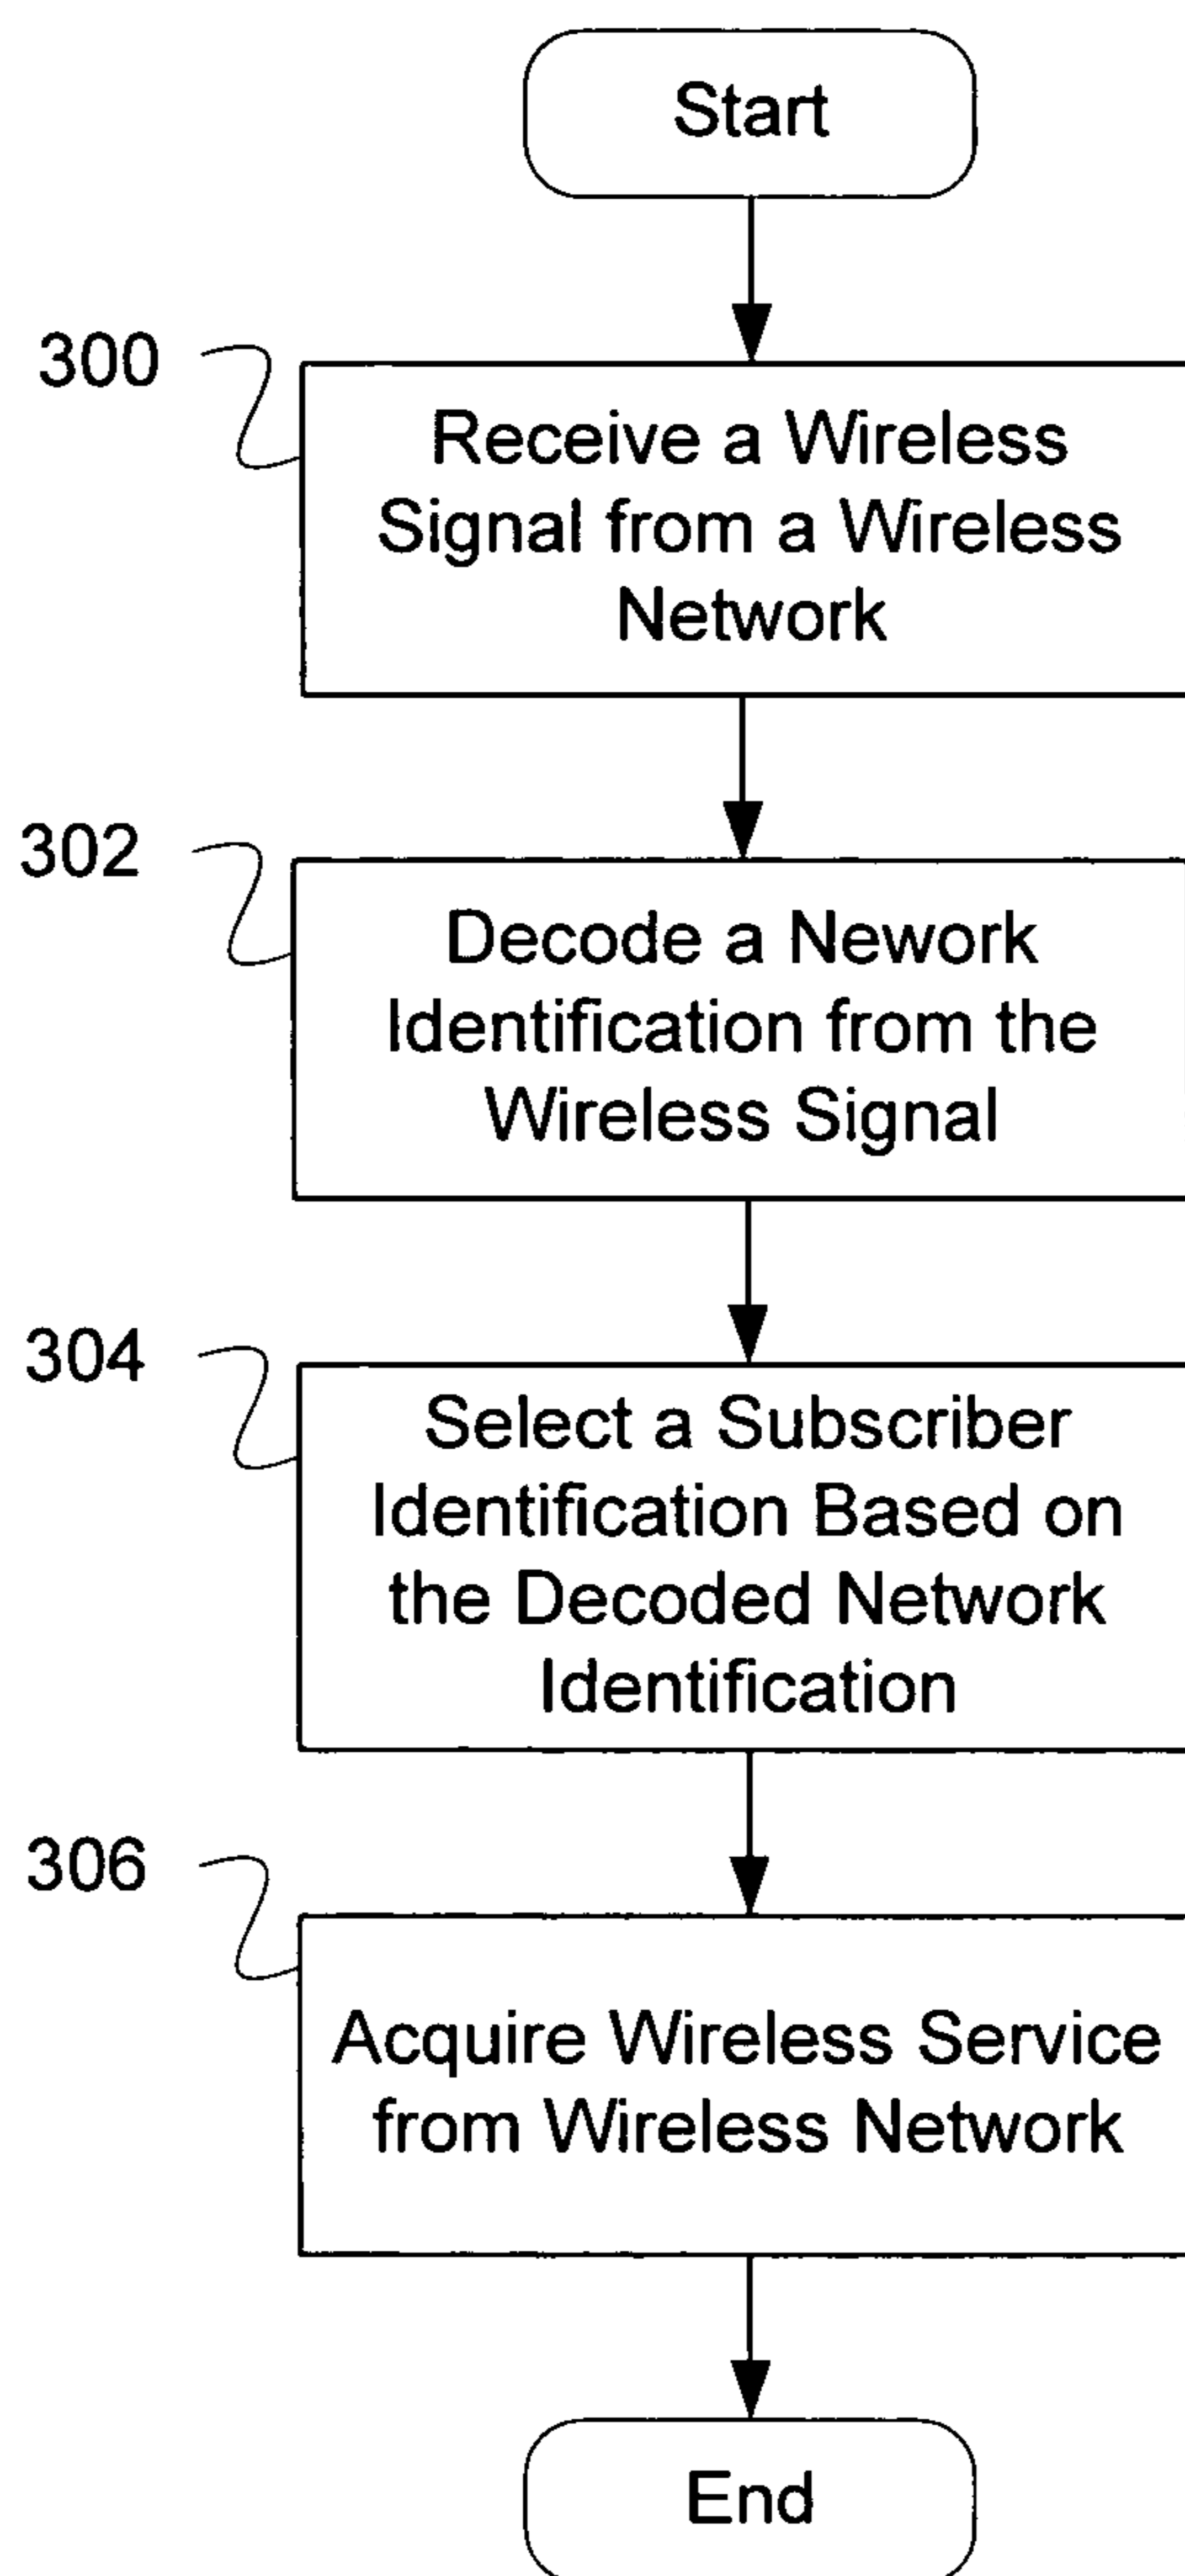 Start
300
Receive a Wireless
Signal from a Wireless
Network
302
Decode a Nework
Identification from the
Wireless Signal
304
Select a Subscriber
Identification Based on
the Decoded Network
Identification
306
Acquire Wireless Service
from Wireless Network
End